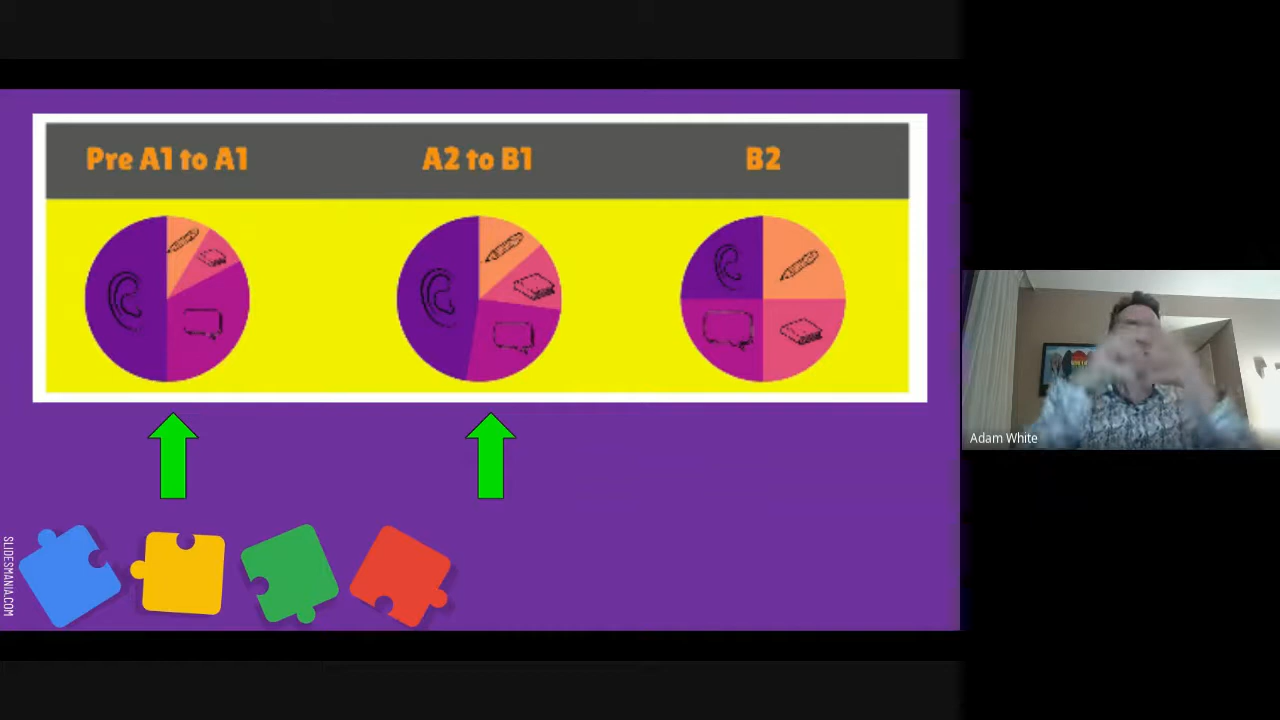 Pre A1 to A1
A2 to B1
B2
Adam White
SLIDESMANIA.COM